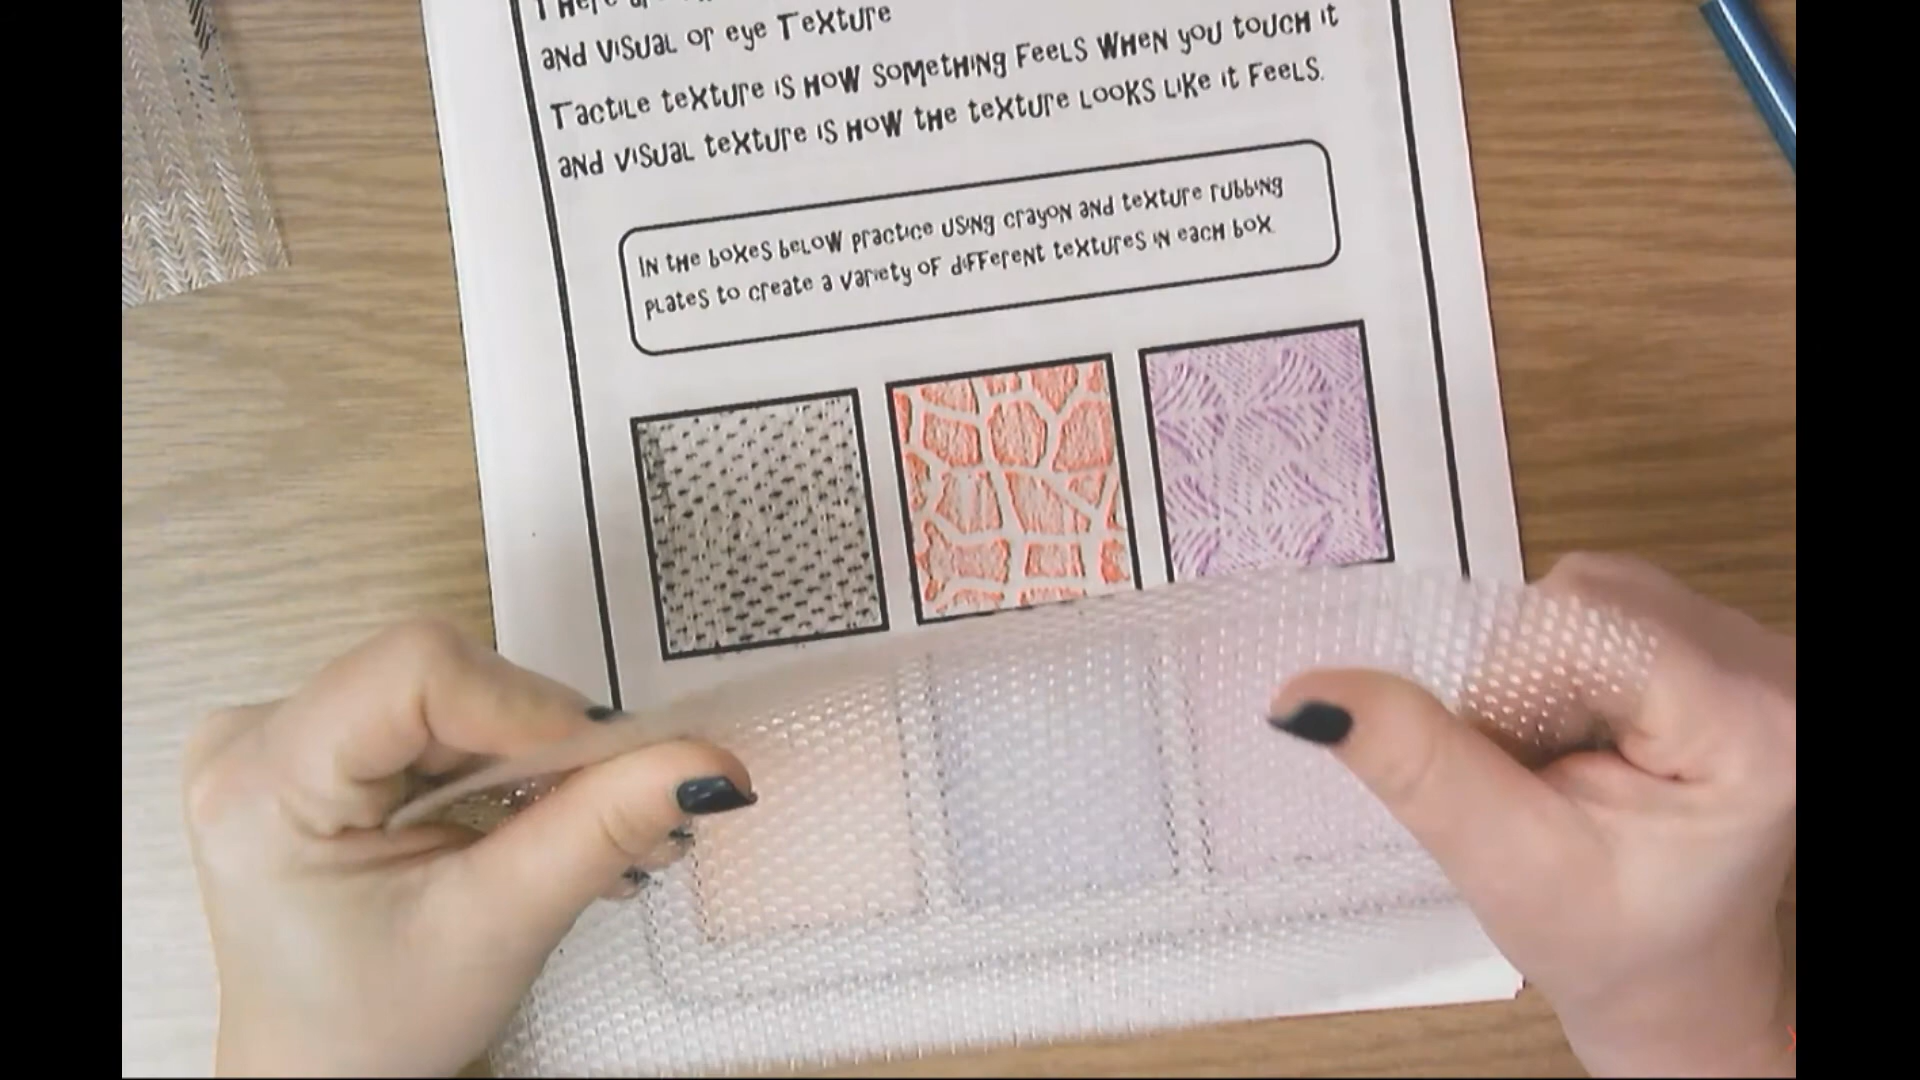 There
and visual or eye Texture
Tactile texture is how something feels when you touch it
and visual texture is how the texture looks like it feels.
In the boxes below practice using crayon and texture rubbing
plates to create a variety of different textures in each box